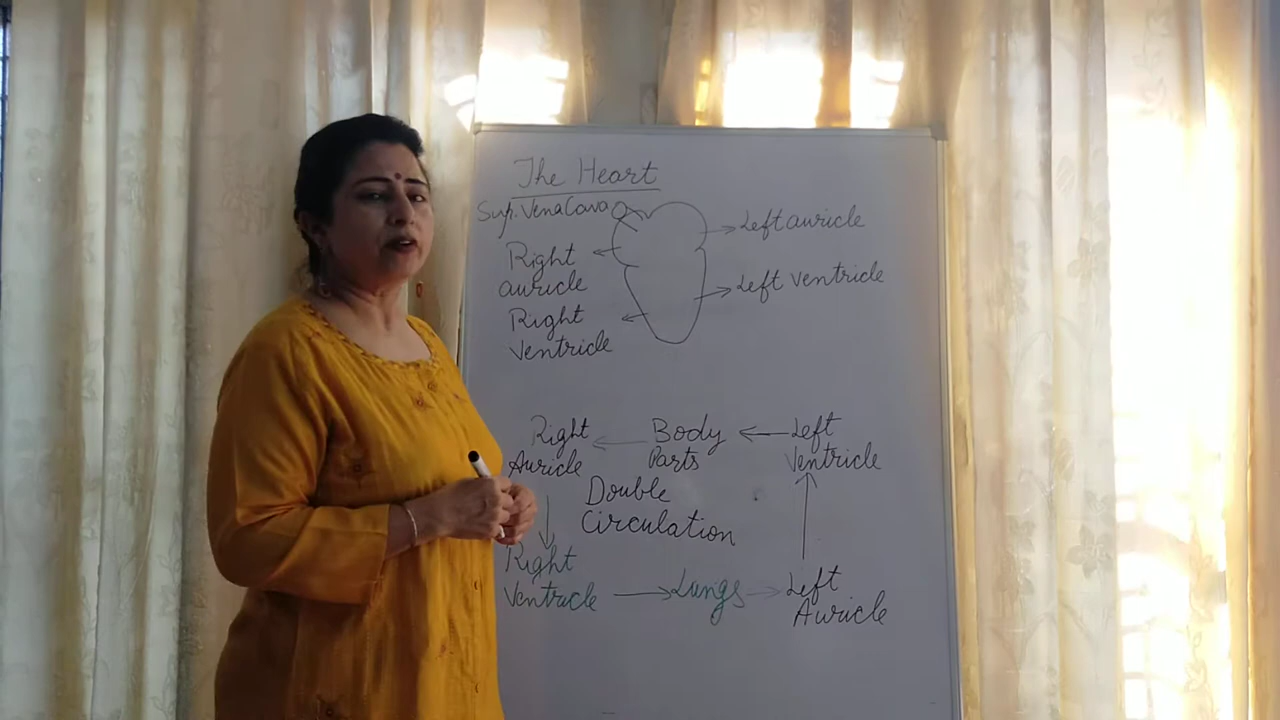 The Heart
Sup. Vena Cava
Left auricle
Right
auricle
Left ventricle
Right
Ventricle
Right
Auricle
Body
Parts
Left
Ventricle
Double
Circulation
Right
Ventricle
Lungs
Left
Auricle